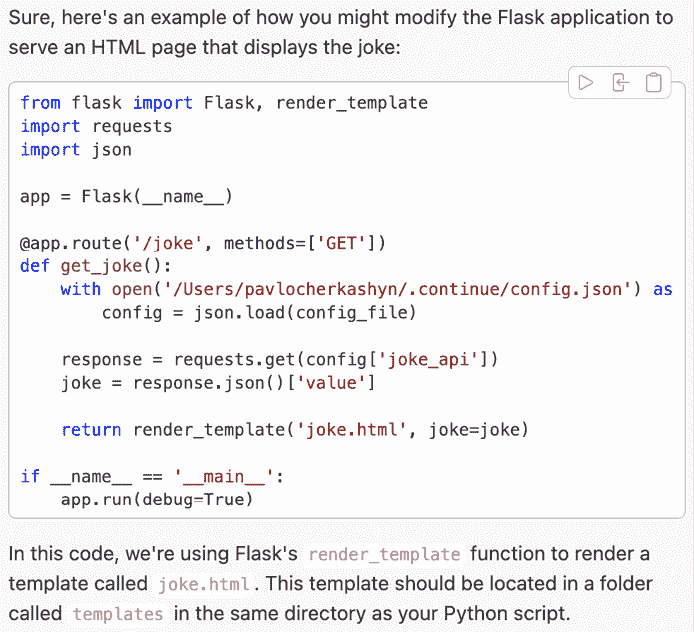 Sure, here's an example of how you might modify the Flask application to
serve an HTML page that displays the joke:
from flask import Flask, render_template
import requests
import json
app = Flask(__name__)
@app.route('/joke', methods=['GET'])
def get_joke():
    with open('/Users/pavlocherkashyn/.continue/config.json') as
        config = json.load(config_file)
    response = requests.get(config['joke_api'])
    joke = response.json()['value']
    return render_template('joke.html', joke=joke)
if __name__ == '__main__':
    app.run(debug=True)
In this code, we're using Flask's render_template function to render a
template called joke.html. This template should be located in a folder
called templates in the same directory as your Python script.